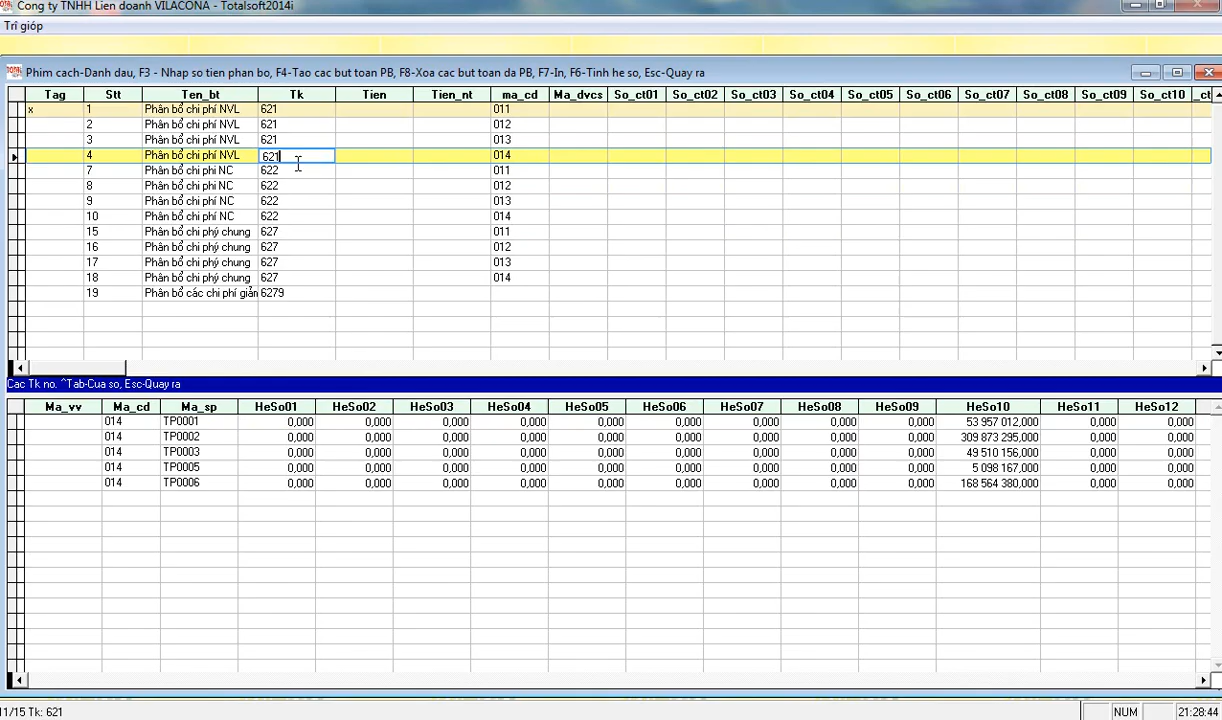 Công ty TNHH Lien doanh VILACONA - Totalsoft2014i
Trî gióp
Phim cach-Danh dau, F3 - Nhap so tien phan bo, F4-Tao cac but toan PB, F8-Xoa cac but toan da PB, F7-In, F6-Tinh he so, Esc-Quay ra
Tag Stt Ten_bt Tk Tien Tien_nt ma_cd Ma_dvcs So_ct01 So_ct02 So_ct03 So_ct04 So_ct05 So_ct06 So_ct07 So_ct08 So_ct09 So_ct10 _ct
x 1 Phân bổ chi phí NVL 621 011
2 Phân bổ chi phí NVL 621 012
3 Phân bổ chi phí NVL 621 013
4 Phân bổ chi phí NVL 621 014
7 Phân bổ chi phi NC 622 011
8 Phân bổ chi phí NC 622 012
9 Phân bổ chi phí NC 622 013
10 Phân bổ chi phí NC 622 014
15 Phân bổ chi phý chung 627 011
16 Phân bổ chi phý chung 627 012
17 Phân bổ chi phý chung 627 013
18 Phân bổ chi phý chung 627 014
19 Phân bổ các chi phí giản 6279
Cac Tk no. ^Tab-Cua so, Esc-Quay ra
Ma_vv Ma_cd Ma_sp HeSo01 HeSo02 HeSo03 HeSo04 HeSo05 HeSo06 HeSo07 HeSo08 HeSo09 HeSo10 HeSo11 HeSo12
014 TP0001 0,000 0,000 0,000 0,000 0,000 0,000 0,000 0,000 0,000 53 957 012,000 0,000 0,000
014 TP0002 0,000 0,000 0,000 0,000 0,000 0,000 0,000 0,000 0,000 309 873 295,000 0,000 0,000
014 TP0003 0,000 0,000 0,000 0,000 0,000 0,000 0,000 0,000 0,000 49 510 156,000 0,000 0,000
014 TP0005 0,000 0,000 0,000 0,000 0,000 0,000 0,000 0,000 0,000 5 098 167,000 0,000 0,000
014 TP0006 0,000 0,000 0,000 0,000 0,000 0,000 0,000 0,000 0,000 168 564 380,000 0,000 0,000
11/15 Tk: 621 NUM 21:28:44